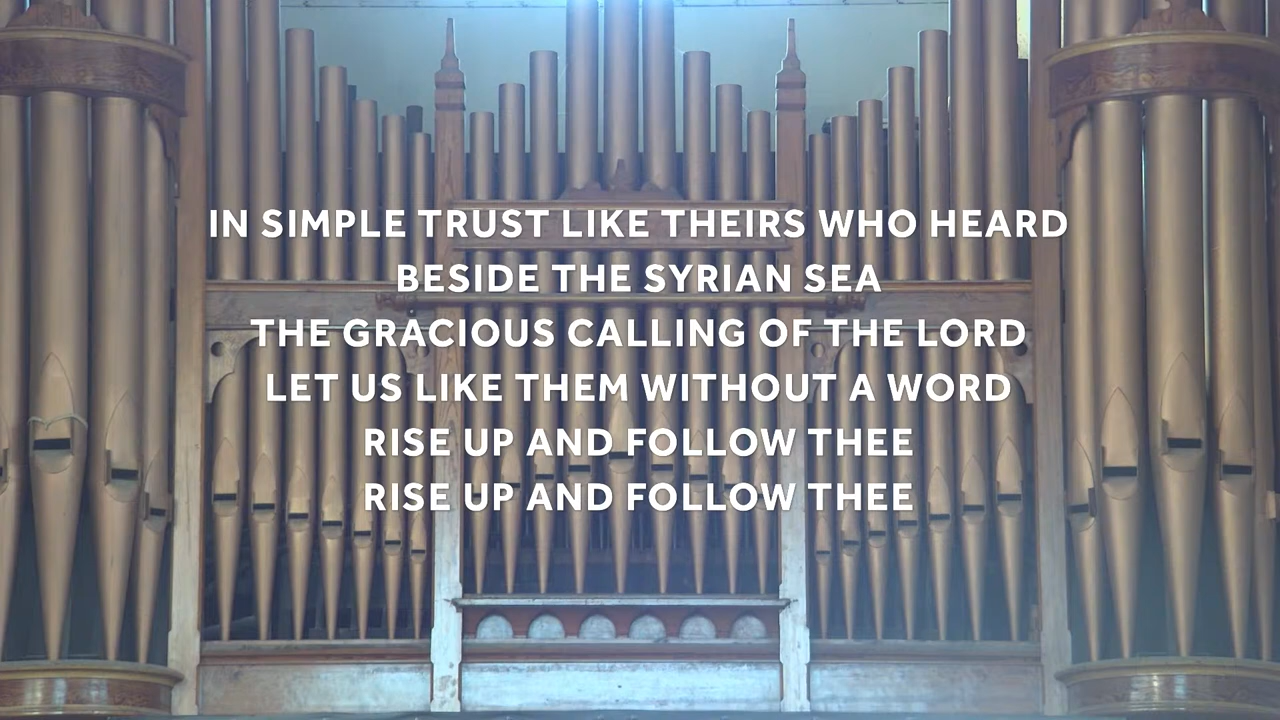 IN SIMPLE TRUST LIKE THEIRS WHO HEARD
BESIDE THE SYRIAN SEA
THE GRACIOUS CALLING OF THE LORD
LET US LIKE THEM WITHOUT A WORD
RISE UP AND FOLLOW THEE
RISE UP AND FOLLOW THEE